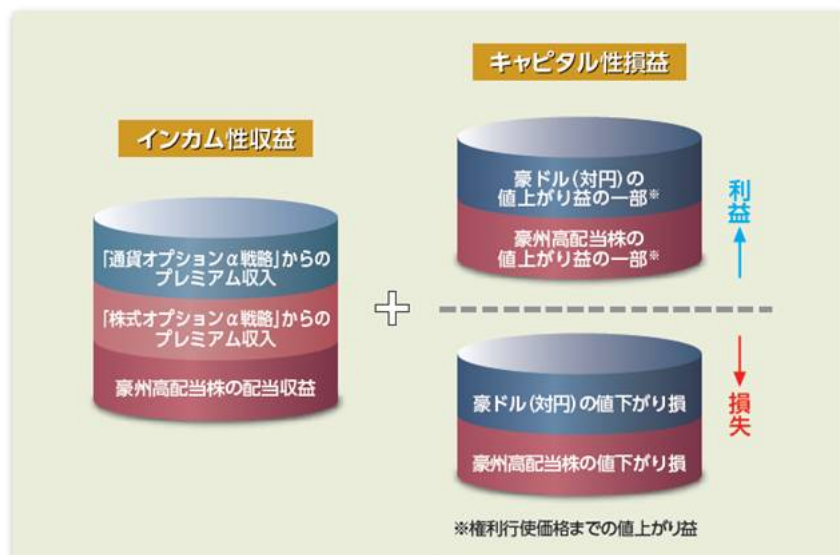 インカム性収益
「通貨オプションα戦略」からの
プレミアム収入
「株式オプションα戦略」からの
プレミアム収入
豪州高配当株の配当収益
+
キャピタル性損益
豪ドル(対円)の
値上がり益の一部※
豪州高配当株の
値上がり益の一部※
利益
豪ドル(対円)の値下がり損
豪州高配当株の値下がり損
損失
※権利行使価格までの値上がり益